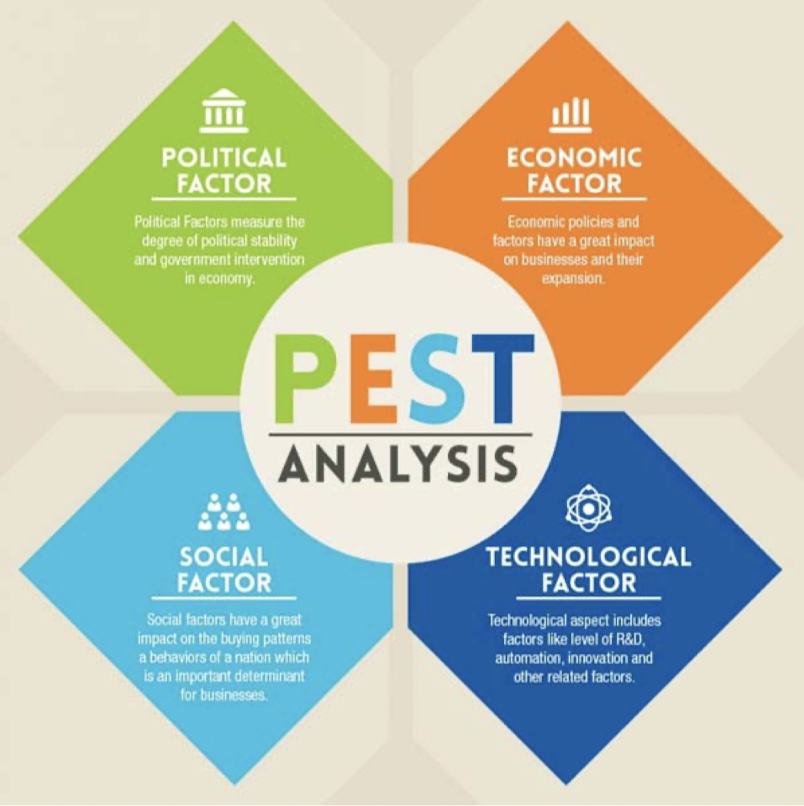 POLITICAL
FACTOR
Political Factors measure the
degree of political stability
and government intervention
in economy.
ECONOMIC
FACTOR
Economic policies and
factors have a great impact
on businesses and their
expansion.
PEST
ANALYSIS
SOCIAL
FACTOR
Social factors have a great
impact on the buying patterns
a behaviors of a nation which
is an important determinant
for businesses.
TECHNOLOGICAL
FACTOR
Technological aspect includes
factors like level of R&D,
automation, innovation and
other related factors.